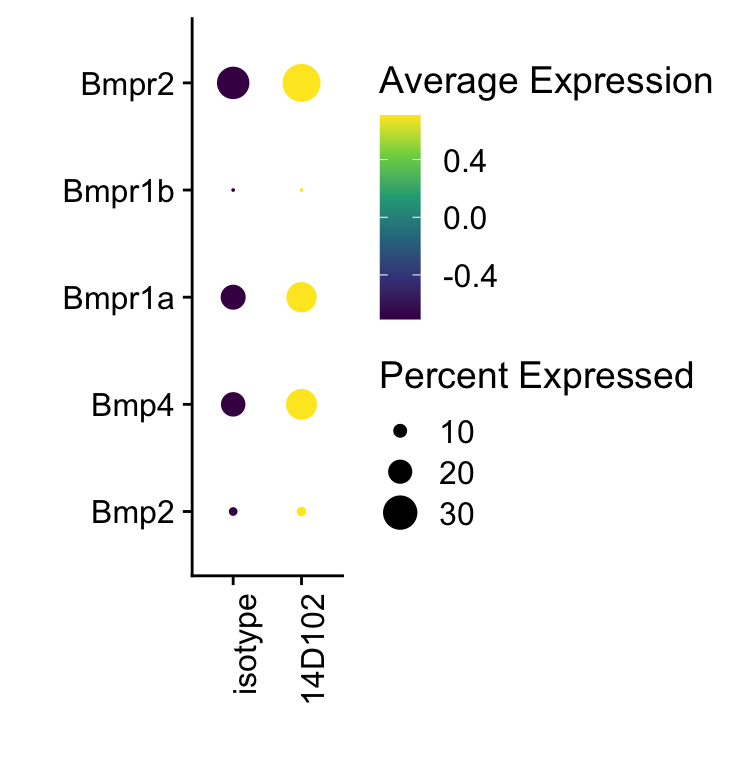 Bmpr2
Bmpr1b
Bmpr1a
Bmp4
Bmp2
isotype
14D102
Average Expression
0.4
0.0
-0.4
Percent Expressed
10
20
30